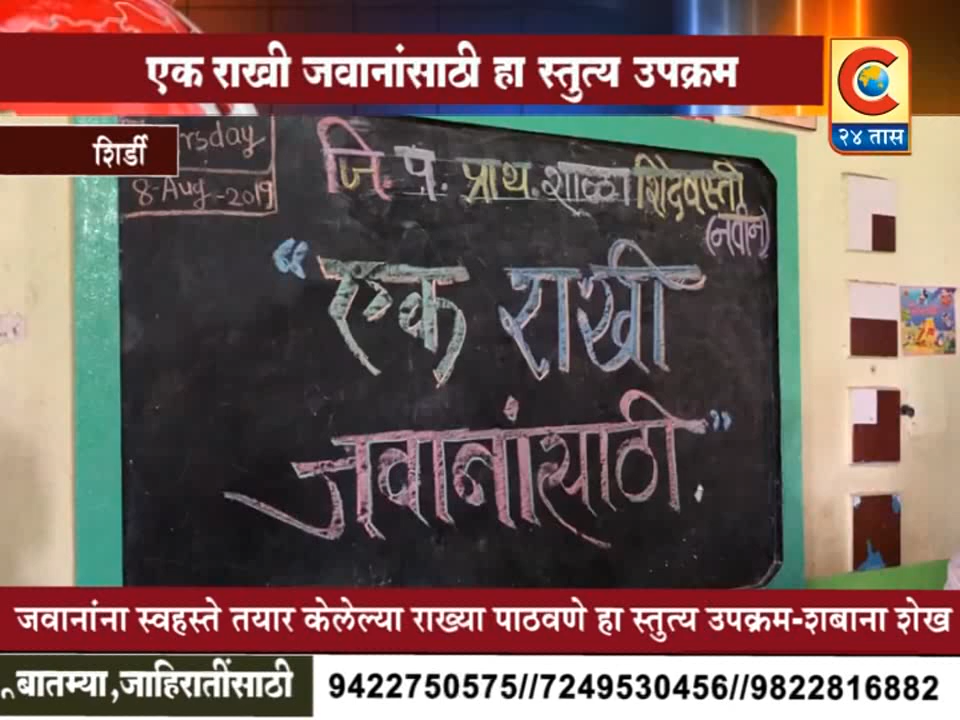 एक राखी जवानांसाठी हा स्तुत्य उपक्रम
C
२४ तास
शिर्डी
rsday
8-Aug-2019
जि. प. प्राथ. शाळा शिंदेवस्ती
(नवीन)
“एक राखी
जवानांसाठी.”
जवानांना स्वहस्ते तयार केलेल्या राख्या पाठवणे हा स्तुत्य उपक्रम-शबाना शेख
बातम्या,जाहिरातींसाठी
9422750575//7249530456//9822816882